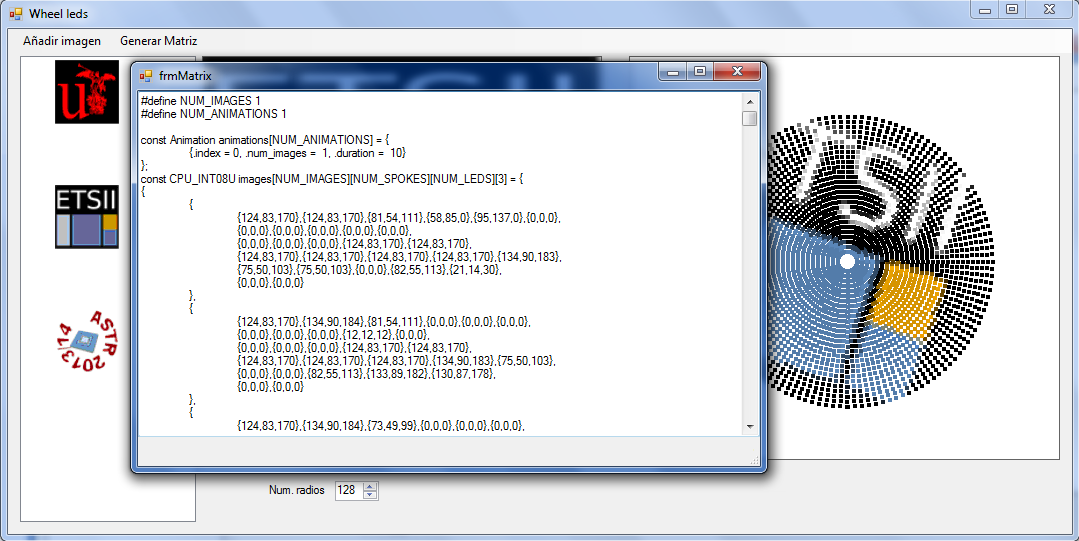 Wheel leds
Añadir imagen Generar Matriz
frmMatrix
#define NUM_IMAGES 1
#define NUM_ANIMATIONS 1
const Animation animations[NUM_ANIMATIONS] = {
{.index = 0, .num_images = 1, .duration = 10}
};
const CPU_INT08U images[NUM_IMAGES][NUM_SPOKES][NUM_LEDS][3] = {
{
{
{124,83,170},{124,83,170},{81,54,111},{58,85,0},{95,137,0},{0,0,0},
{0,0,0},{0,0,0},{0,0,0},{0,0,0},{0,0,0},
{0,0,0},{0,0,0},{0,0,0},{124,83,170},{124,83,170},
{124,83,170},{124,83,170},{124,83,170},{124,83,170},{134,90,183},
{75,50,103},{75,50,103},{0,0,0},{82,55,113},{21,14,30},
{0,0,0},{0,0,0}
},
{
{124,83,170},{134,90,184},{81,54,111},{0,0,0},{0,0,0},{0,0,0},
{0,0,0},{0,0,0},{0,0,0},{12,12,12},{0,0,0},
{0,0,0},{0,0,0},{0,0,0},{124,83,170},{124,83,170},
{124,83,170},{124,83,170},{124,83,170},{134,90,183},{75,50,103},
{0,0,0},{0,0,0},{82,55,113},{133,89,182},{130,87,178},
{0,0,0},{0,0,0}
},
{
{124,83,170},{134,90,184},{73,49,99},{0,0,0},{0,0,0},{0,0,0},
u
ETSII
ASTR 2013/14
ETSII
TSII
Num. radios 128